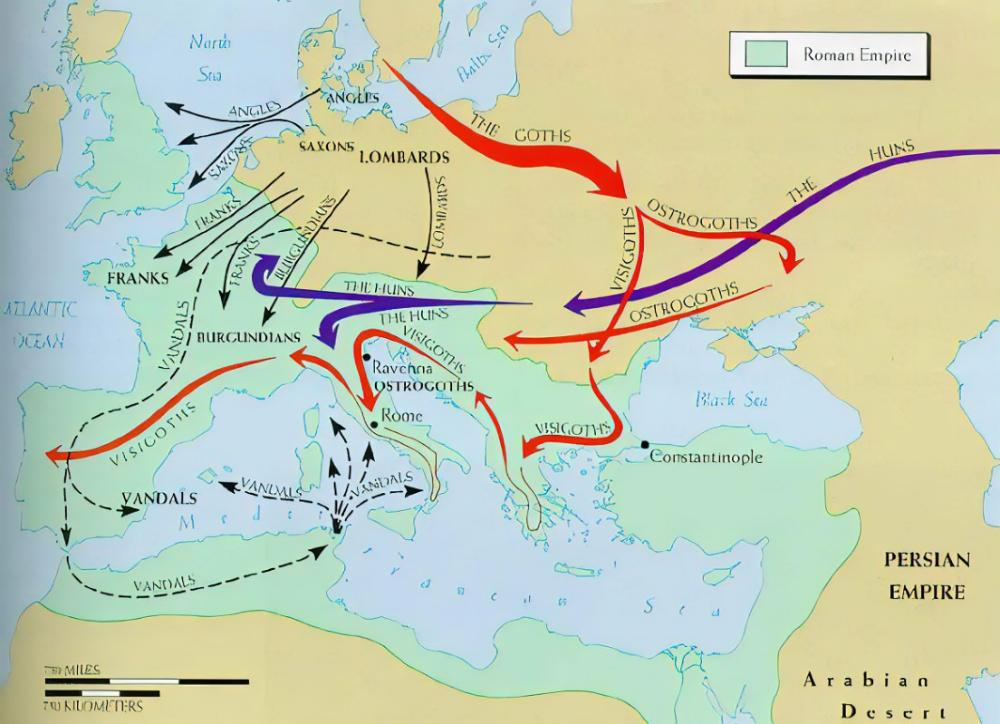 North
Sea
Baltic Sea
Roman Empire
ANGLES
ANGLES
SAXONS
SAXONS
LOMBARDS
LOMBARDS
THE GOTHS
THE HUNS
OSTROGOTHS
VISIGOTHS
OSTROGOTHS
FRANKS
FRANKS
FRANKS
BURGUNDIANS
BURGUNDIANS
THE HUNS
THE HUNS
VISIGOTHS
ATLANTIC
OCEAN
VANDALS
Ravenna
OSTROGOTHS
Rome
Black Sea
VISIGOTHS
VISIGOTHS
Constantinople
VANDALS
VANDALS
VANDALS
VANDALS
Sea
PERSIAN
EMPIRE
Arabian
Desert
MILES
KILOMETERS